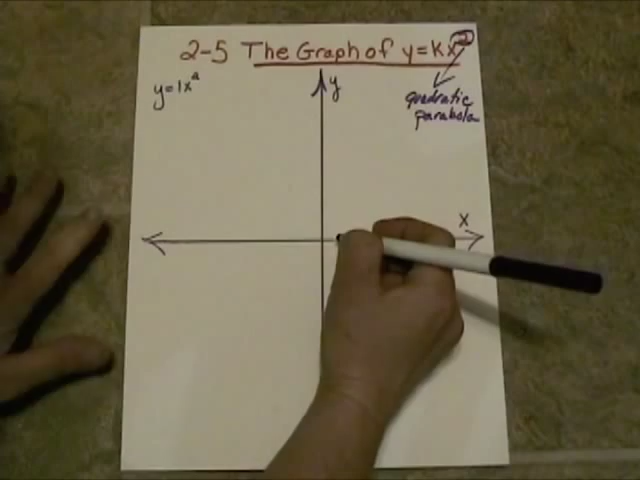 2-5 The Graph of y=kx²
y=1x²
y
quadratic
parabola
x